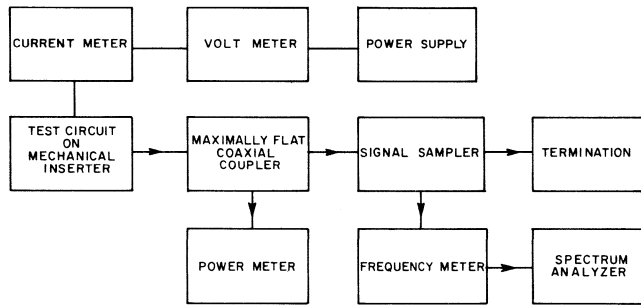 CURRENT METER
VOLT METER
POWER SUPPLY
TEST CIRCUIT
ON
MECHANICAL
INSERTER
MAXIMALLY FLAT
COAXIAL
COUPLER
SIGNAL SAMPLER
TERMINATION
POWER METER
FREQUENCY METER
SPECTRUM
ANALYZER